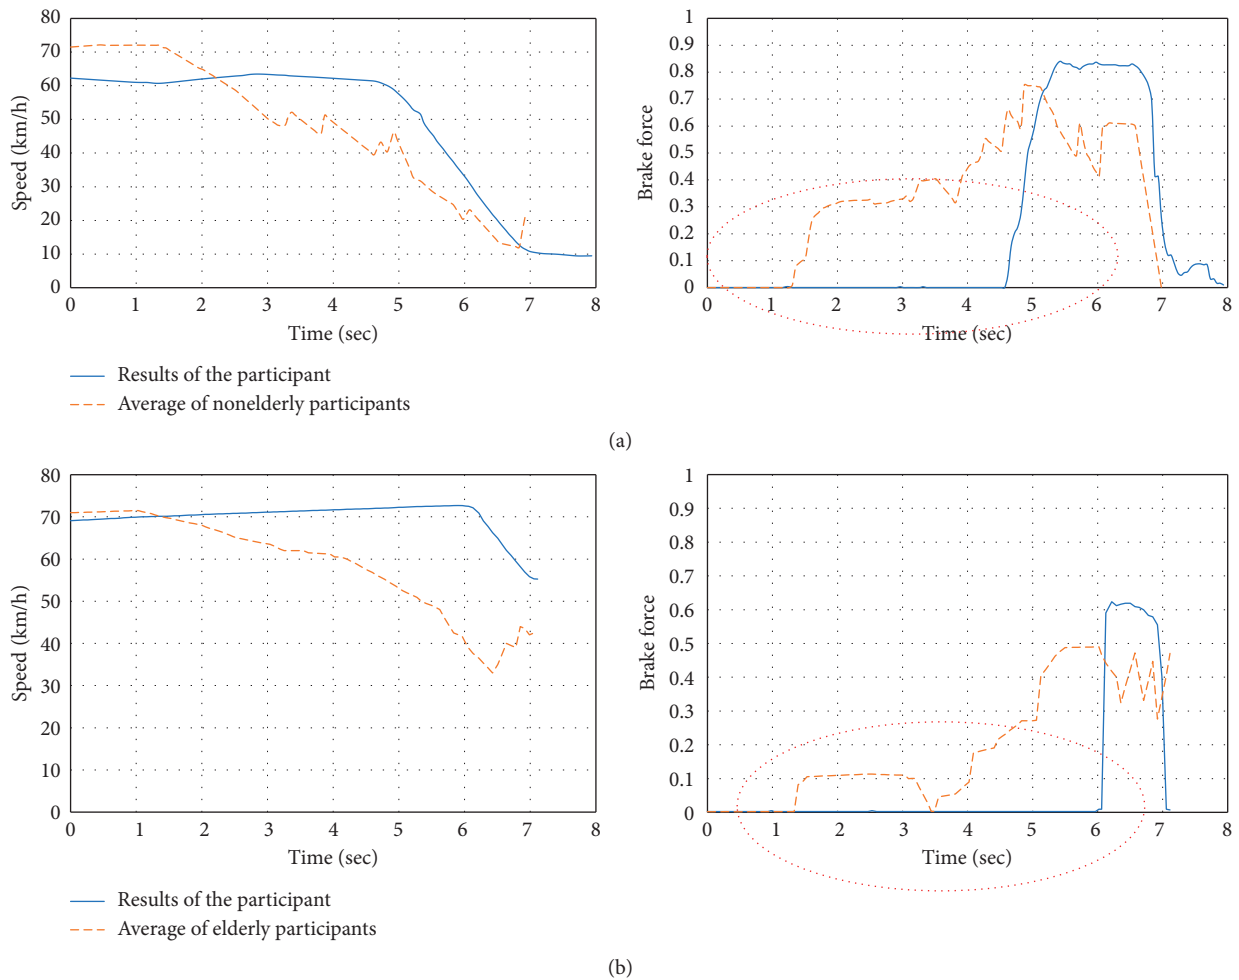 80
70
60
50
40
30
20
10
0
Speed (km/h)
0 1 2 3 4 5 6 7 8
Time (sec)
1
0.9
0.8
0.7
0.6
0.5
0.4
0.3
0.2
0.1
0
Brake force
0 1 2 3 4 5 6 7 8
Time (sec)
Results of the participant
Average of nonelderly participants
(a)
80
70
60
50
40
30
20
10
0
Speed (km/h)
0 1 2 3 4 5 6 7 8
Time (sec)
1
0.9
0.8
0.7
0.6
0.5
0.4
0.3
0.2
0.1
0
Brake force
0 1 2 3 4 5 6 7 8
Time (sec)
Results of the participant
Average of elderly participants
(b)